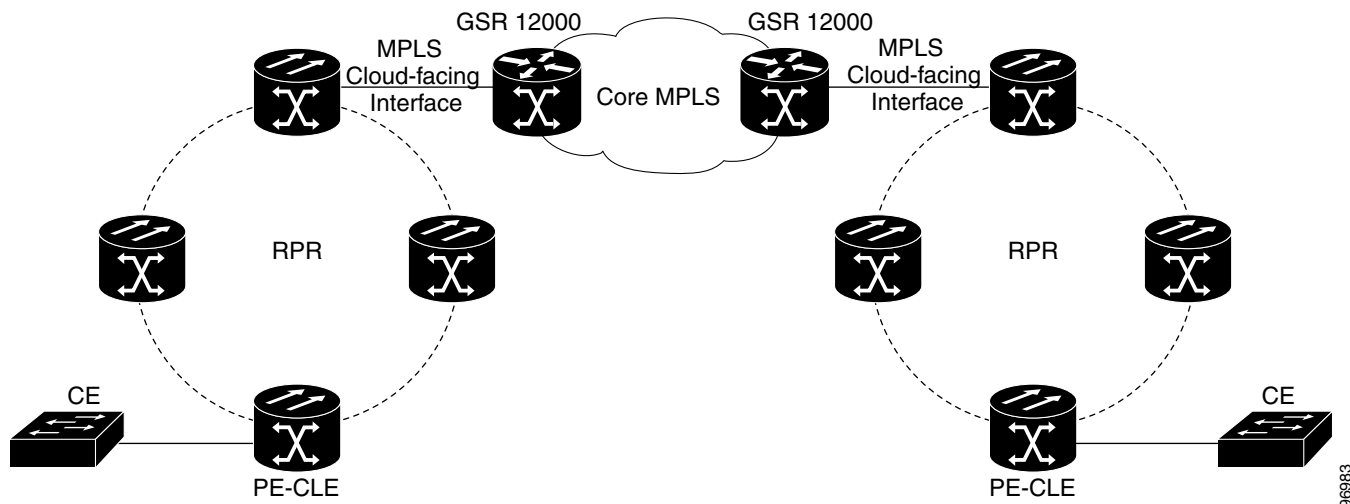 GSR 12000
GSR 12000
MPLS
Cloud-facing
Interface
Core MPLS
MPLS
Cloud-facing
Interface
RPR
RPR
CE
PE-CLE
PE-CLE
CE
96983